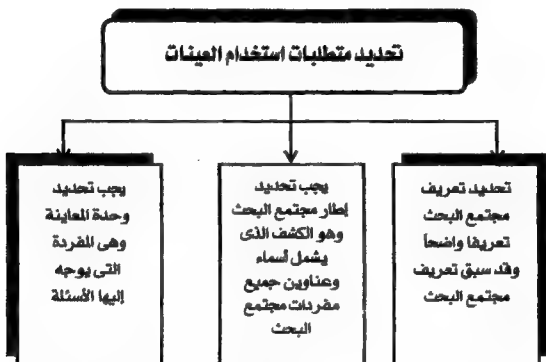 تحديد متطلبات استخدام العينات
تحديد تعريف
مجتمع البحث
تعريفا واضحاً
وقد سبق تعريف
مجتمع البحث
يجب تحديد
إطار مجتمع البحث
وهو الكشف الذى
يشمل أسماء
وعناوين جميع
مفردات مجتمع
البحث
يجب تحديد
وحدة المعاينة
وهى المفردة
التى يوجه
إليها الأسئلة